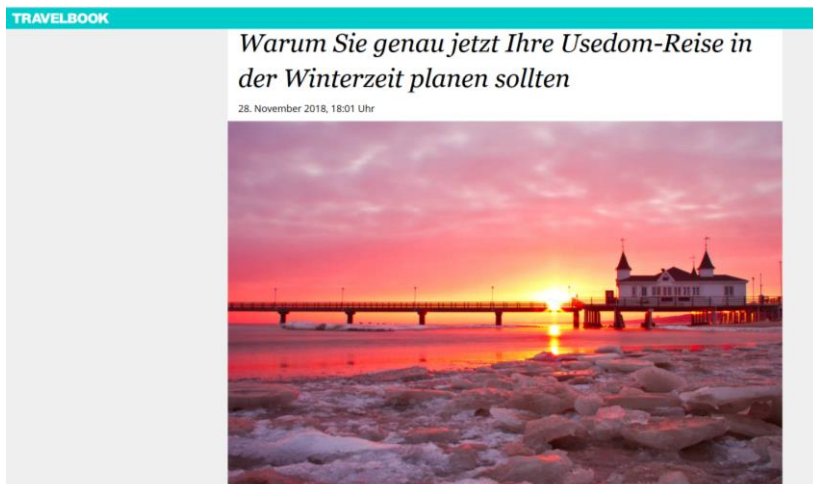 TRAVELBOOK
Warum Sie genau jetzt Ihre Usedom-Reise in
der Winterzeit planen sollten
28. November 2018, 18:01 Uhr